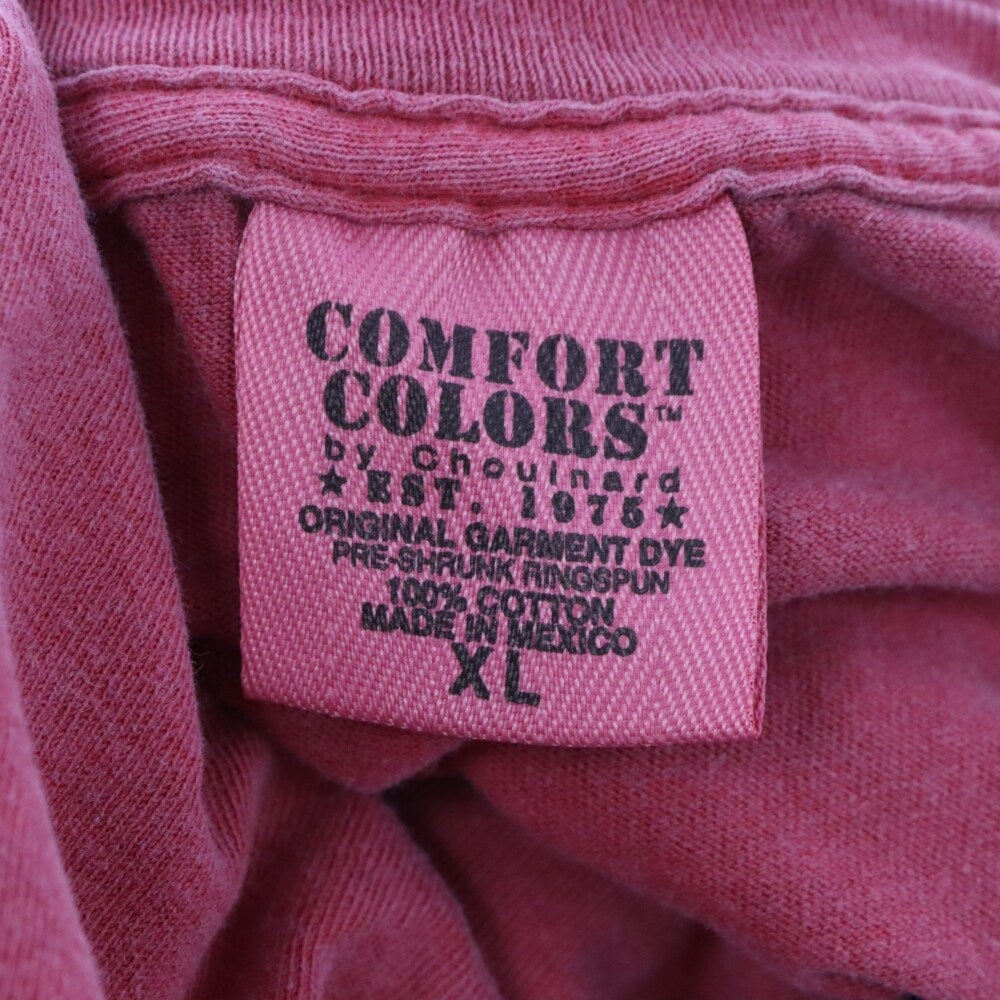 COMFORT
COLORS™
by Chouinard
★ EST. 1975 ★
ORIGINAL GARMENT DYE
PRE-SHRUNK RINGSPUN
100% COTTON
MADE IN MEXICO
XL